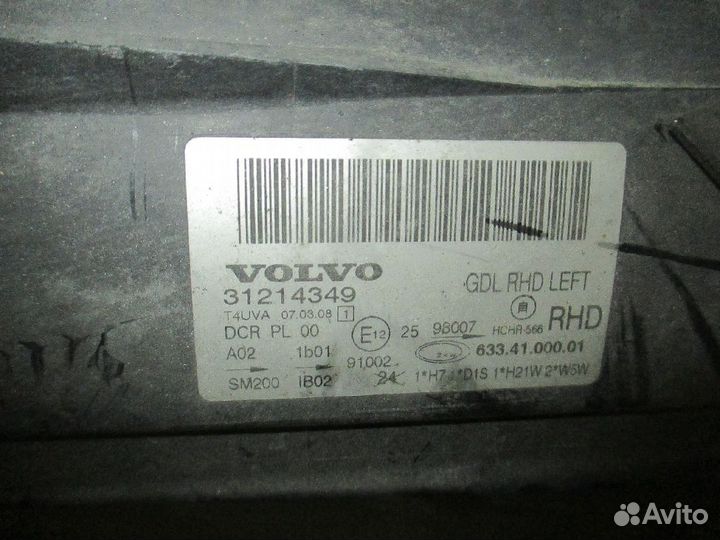 VOLVO
GDL RHD LEFT
31214349
T4UVA 07.03.08 1
自
DCR PL 00 E12 25 98007 HCHR 566 RHD
A02 1b01 91002 ZKW 633.41.000.01
SM200 IB02 24 1*H7 1*D1S 1*H21W 2*W5W
Avito